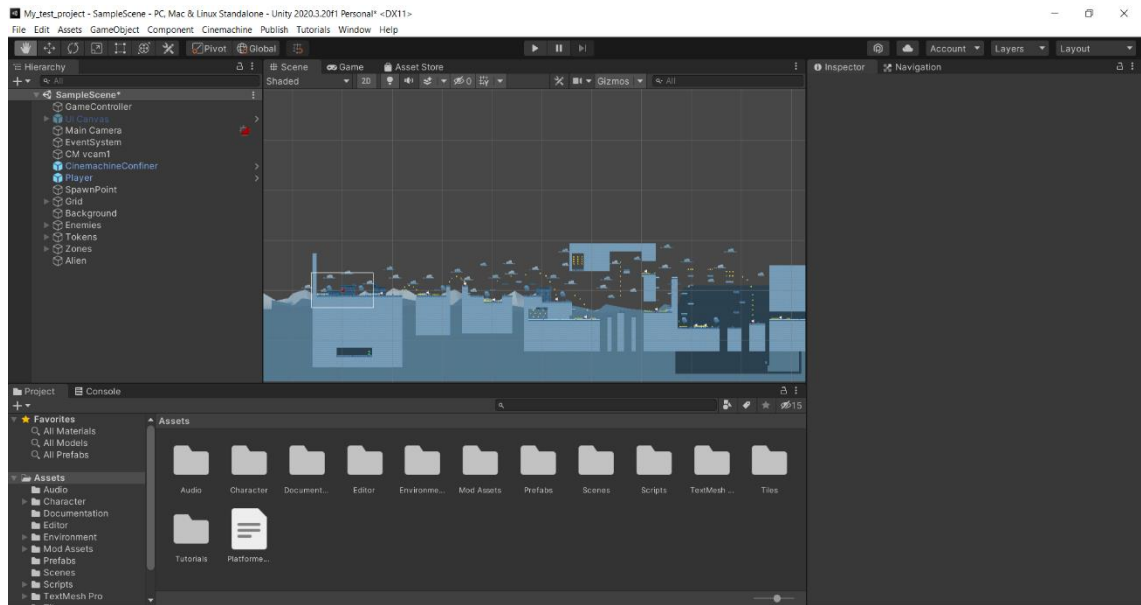 My_test_project - SampleScene - PC, Mac & Linux Standalone - Unity 2020.3.20f1 Personal* <DX11>
File Edit Assets GameObject Component Cinemachine Publish Tutorials Window Help
Pivot Global Account Layers Layout
Hierarchy
All
SampleScene*
GameController
UI Canvas
Main Camera
EventSystem
CM vcam1
CinemachineConfiner
Player
SpawnPoint
Grid
Background
Enemies
Tokens
Zones
Alien
Scene Game Asset Store
Shaded 2D 0 Gizmos All
Inspector Navigation
Project Console
15
Favorites
All Materials
All Models
All Prefabs
Assets
Audio
Character
Documentation
Editor
Environment
Mod Assets
Prefabs
Scenes
Scripts
TextMesh Pro
Assets
Audio Character Document... Editor Environme... Mod Assets Prefabs Scenes Scripts TextMesh ... Tiles
Tutorials Platforme...